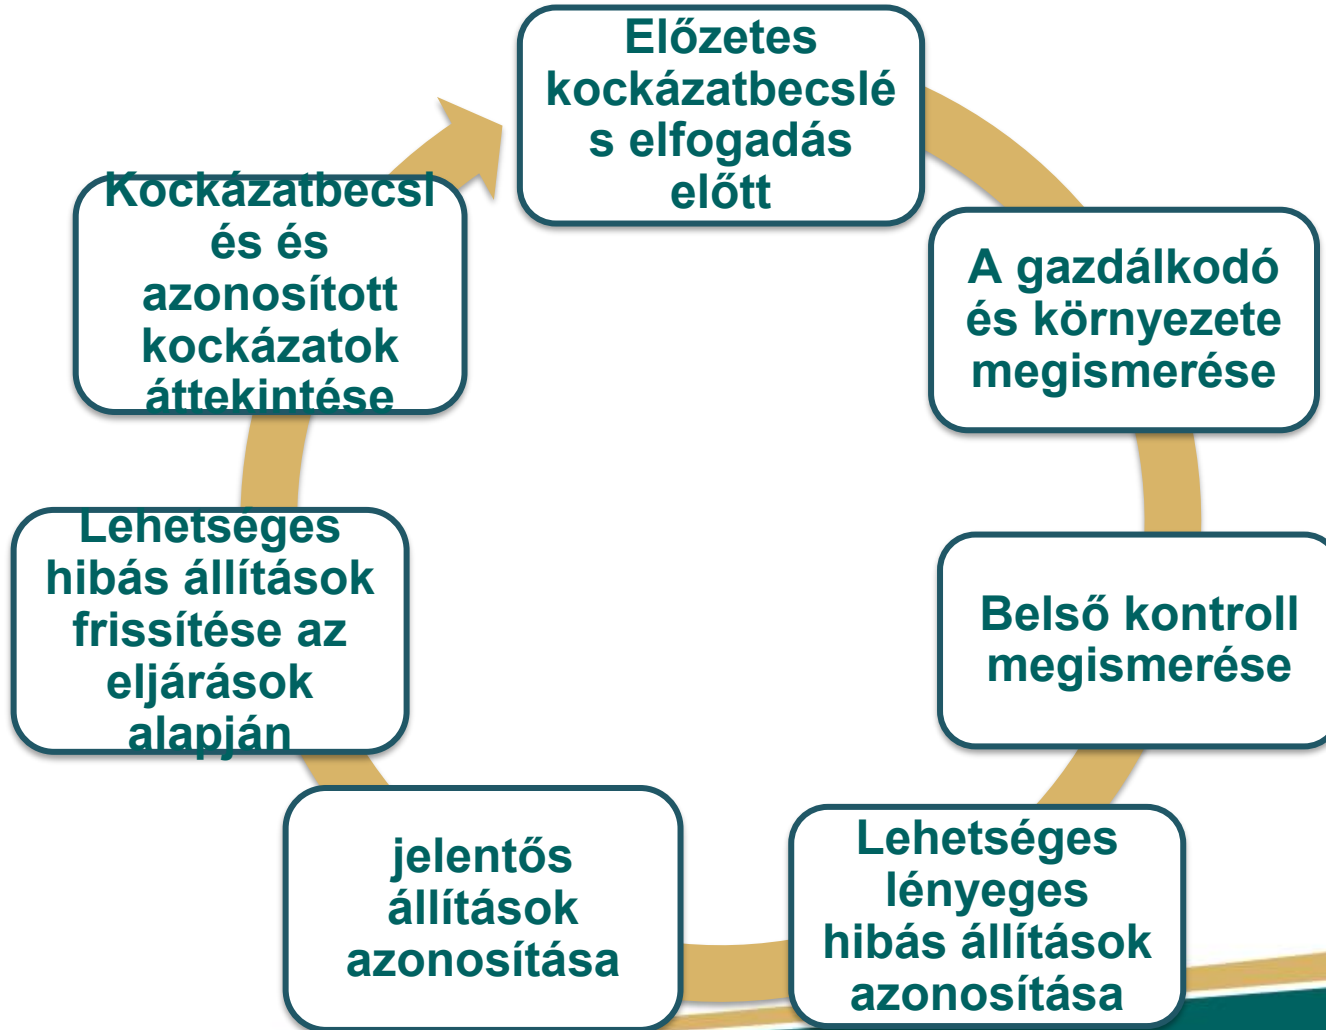 Előzetes
kockázatbecslé
s elfogadás
előtt
A gazdálkodó
és környezete
megismerése
Belső kontroll
megismerése
Lehetséges
lényeges
hibás állítások
azonosítása
jelentős
állítások
azonosítása
Lehetséges
hibás állítások
frissítése az
eljárások
alapján
Kockázatbecsl
és és
azonosított
kockázatok
áttekintése